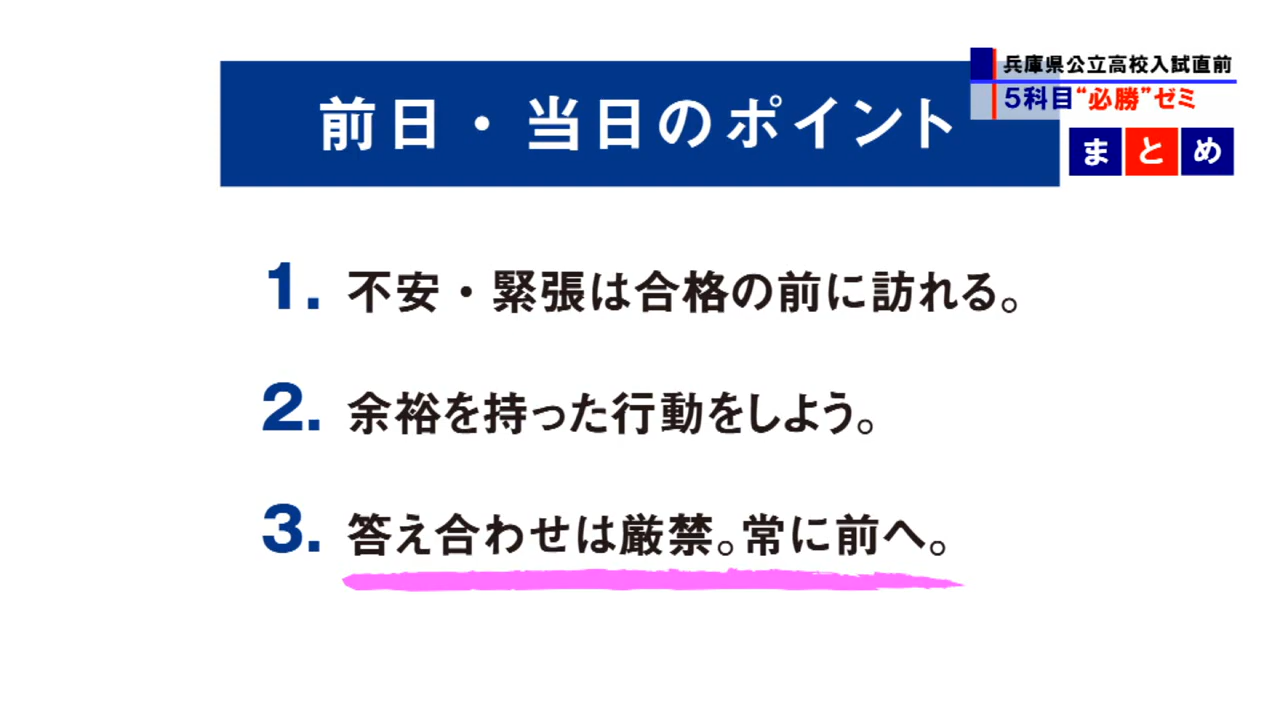 兵庫県公立高校入試直前
5科目“必勝”ゼミ
まとめ
前日・当日のポイント
1. 不安・緊張は合格の前に訪れる。
2. 余裕を持った行動をしよう。
3. 答え合わせは厳禁。常に前へ。